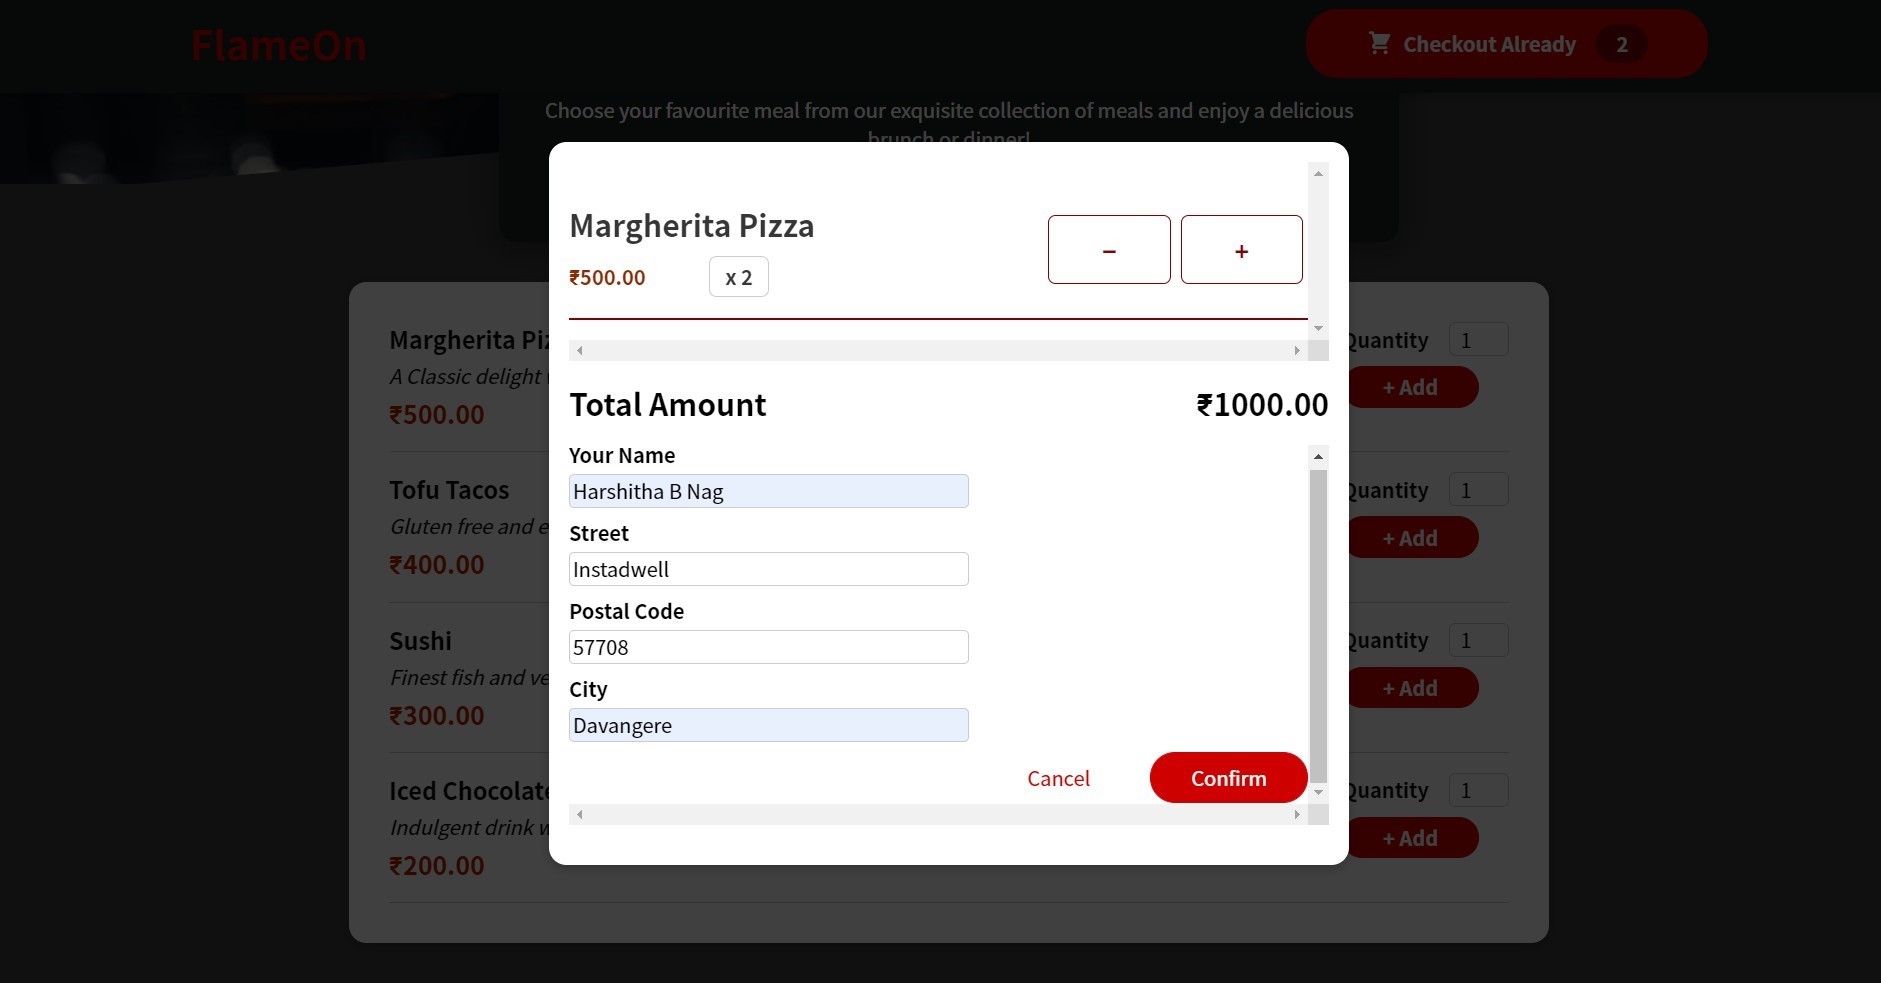 FlameOn
Checkout Already 2
Choose your favourite meal from our exquisite collection of meals and enjoy a delicious
brunch or dinner!
Margherita Pizza
₹500.00 x 2
− +
Total Amount ₹1000.00
Your Name
Harshitha B Nag
Street
Instadwell
Postal Code
57708
City
Davangere
Cancel Confirm
Margherita
A Classic delight
₹500.00
Quantity 1
+ Add
Tofu Tacos
Gluten free and
₹400.00
Quantity 1
+ Add
Sushi
Finest fish and
₹300.00
Quantity 1
+ Add
Iced Chocolate
Indulgent drink
₹200.00
Quantity 1
+ Add